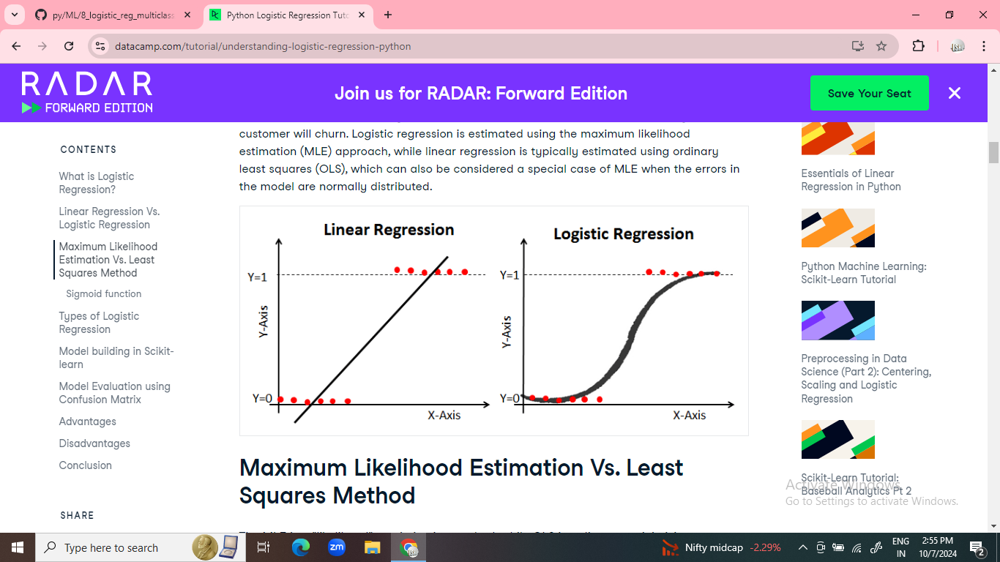 py/ML/8_logistic_reg_multiclass
Python Logistic Regression Tuto
datacamp.com/tutorial/understanding-logistic-regression-python
RADAR
FORWARD EDITION
Join us for RADAR: Forward Edition
Save Your Seat
CONTENTS
What is Logistic
Regression?
Linear Regression Vs.
Logistic Regression
Maximum Likelihood
Estimation Vs. Least
Squares Method
Sigmoid function
Types of Logistic
Regression
Model building in Scikit-
learn
Model Evaluation using
Confusion Matrix
Advantages
Disadvantages
Conclusion
SHARE
customer will churn. Logistic regression is estimated using the maximum likelihood
estimation (MLE) approach, while linear regression is typically estimated using ordinary
least squares (OLS), which can also be considered a special case of MLE when the errors in
the model are normally distributed.
Linear Regression
Y=1
Y-Axis
Y=0
X-Axis
Logistic Regression
Y=1
Y-Axis
Y=0
X-Axis
Maximum Likelihood Estimation Vs. Least
Squares Method
Essentials of Linear
Regression in Python
Python Machine Learning:
Scikit-Learn Tutorial
Preprocessing in Data
Science (Part 2): Centering,
Scaling and Logistic
Regression
Scikit-Learn Tutorial:
Baseball Analytics Pt 2
Activate Windows
Go to Settings to activate Windows.
Type here to search
zm
Nifty midcap -2.29%
ENG
IN
2:55 PM
10/7/2024
2